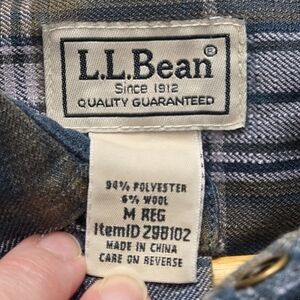 L.L.Bean®
Since 1912
QUALITY GUARANTEED
94% POLYESTER
6% WOOL
M REG
ItemID 298102
MADE IN CHINA
CARE ON REVERSE